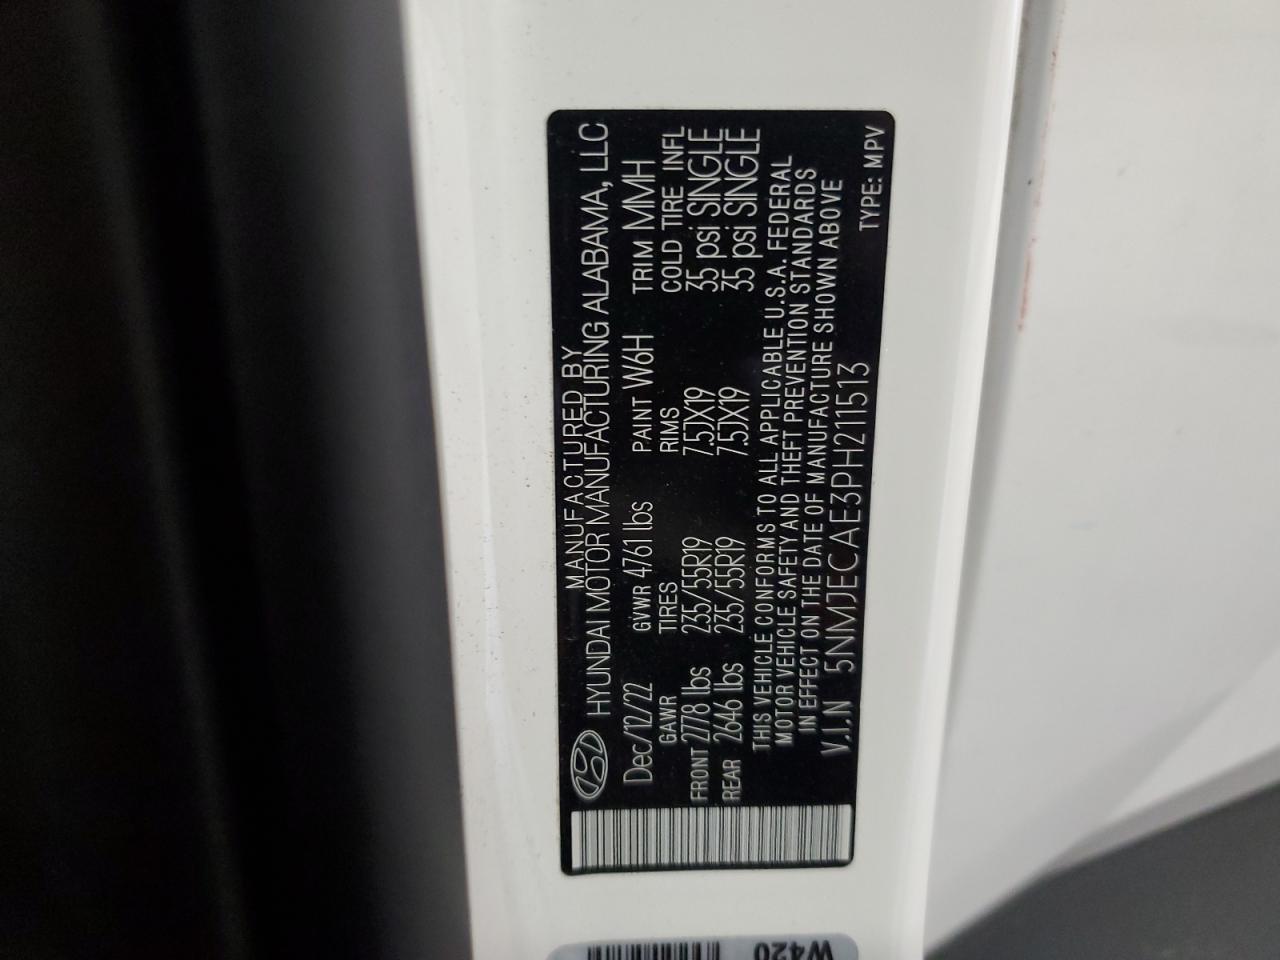 MANUFACTURED BY
HYUNDAI MOTOR MANUFACTURING ALABAMA, LLC
Dec/12/22 GVWR 4761 lbs PAINT W6H TRIM MMH
GAWR TIRES RIMS COLD TIRE INFL
FRONT 2778 lbs 235/55R19 7.5JX19 35 psi SINGLE
REAR 2646 lbs 235/55R19 7.5JX19 35 psi SINGLE
THIS VEHICLE CONFORMS TO ALL APPLICABLE U.S.A. FEDERAL
MOTOR VEHICLE SAFETY AND THEFT PREVENTION STANDARDS
IN EFFECT ON THE DATE OF MANUFACTURE SHOWN ABOVE
V.I.N 5NMJECAE3PH211513
TYPE: MPV
W420